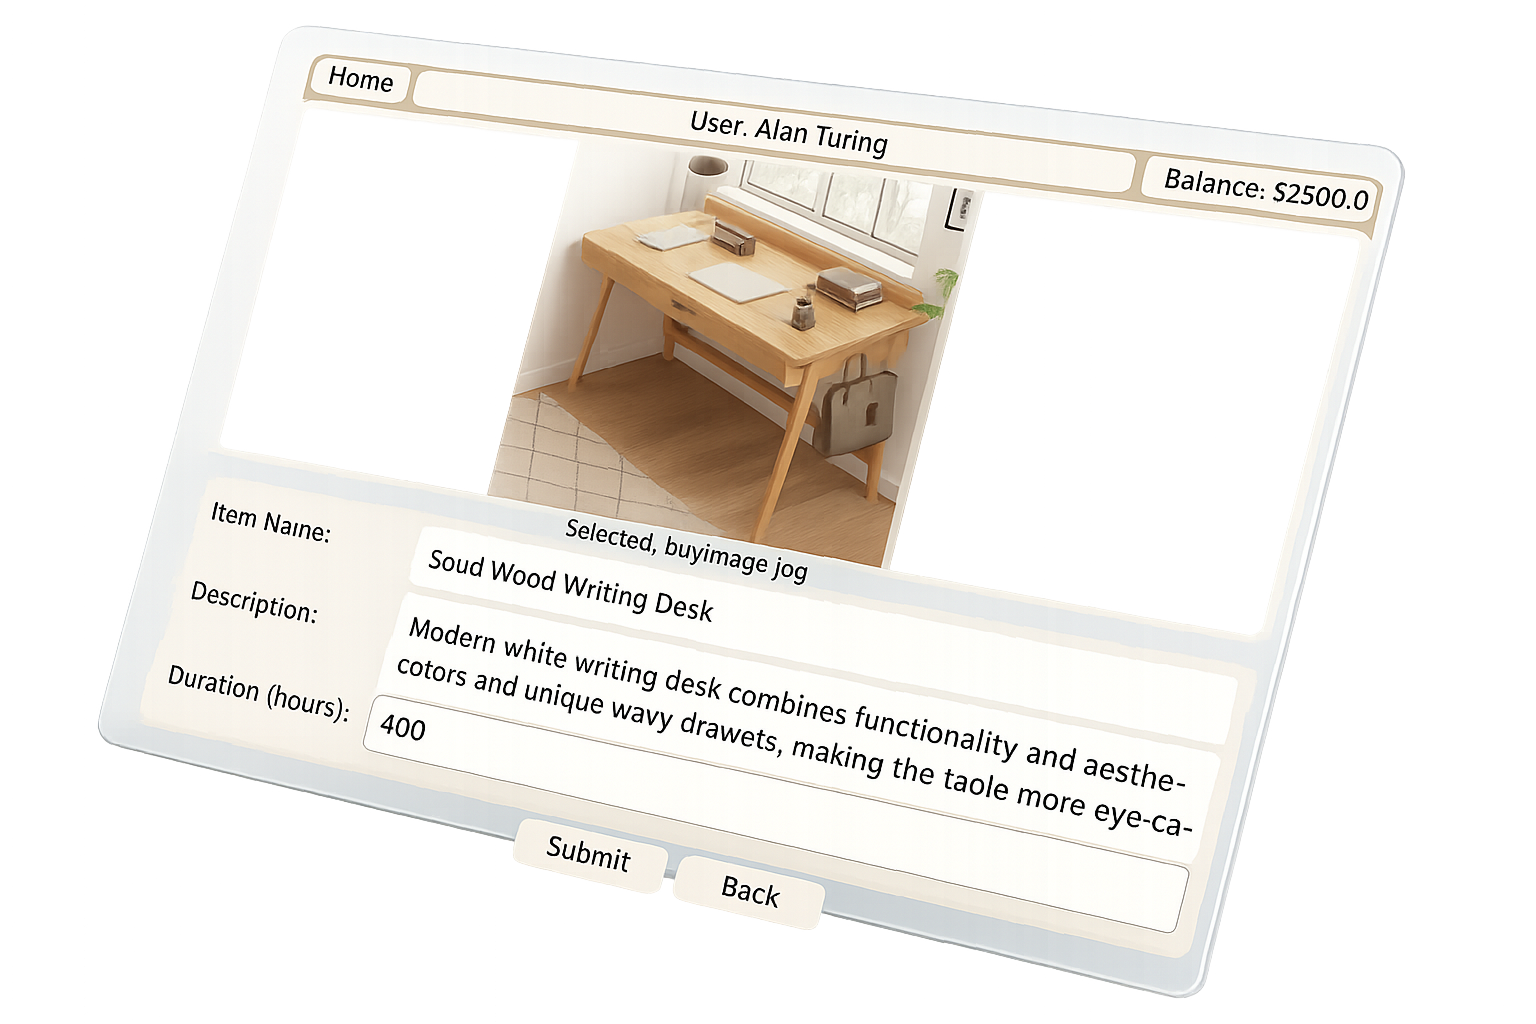 Home
User. Alan Turing
Balance: $2500.0
Selected, buyimage jog
Item Name:
Soud Wood Writing Desk
Description:
Modern white writing desk combines functionality and aesthe-
cotors and unique wavy drawets, making the taole more eye-ca-
Duration (hours):
400
Submit
Back